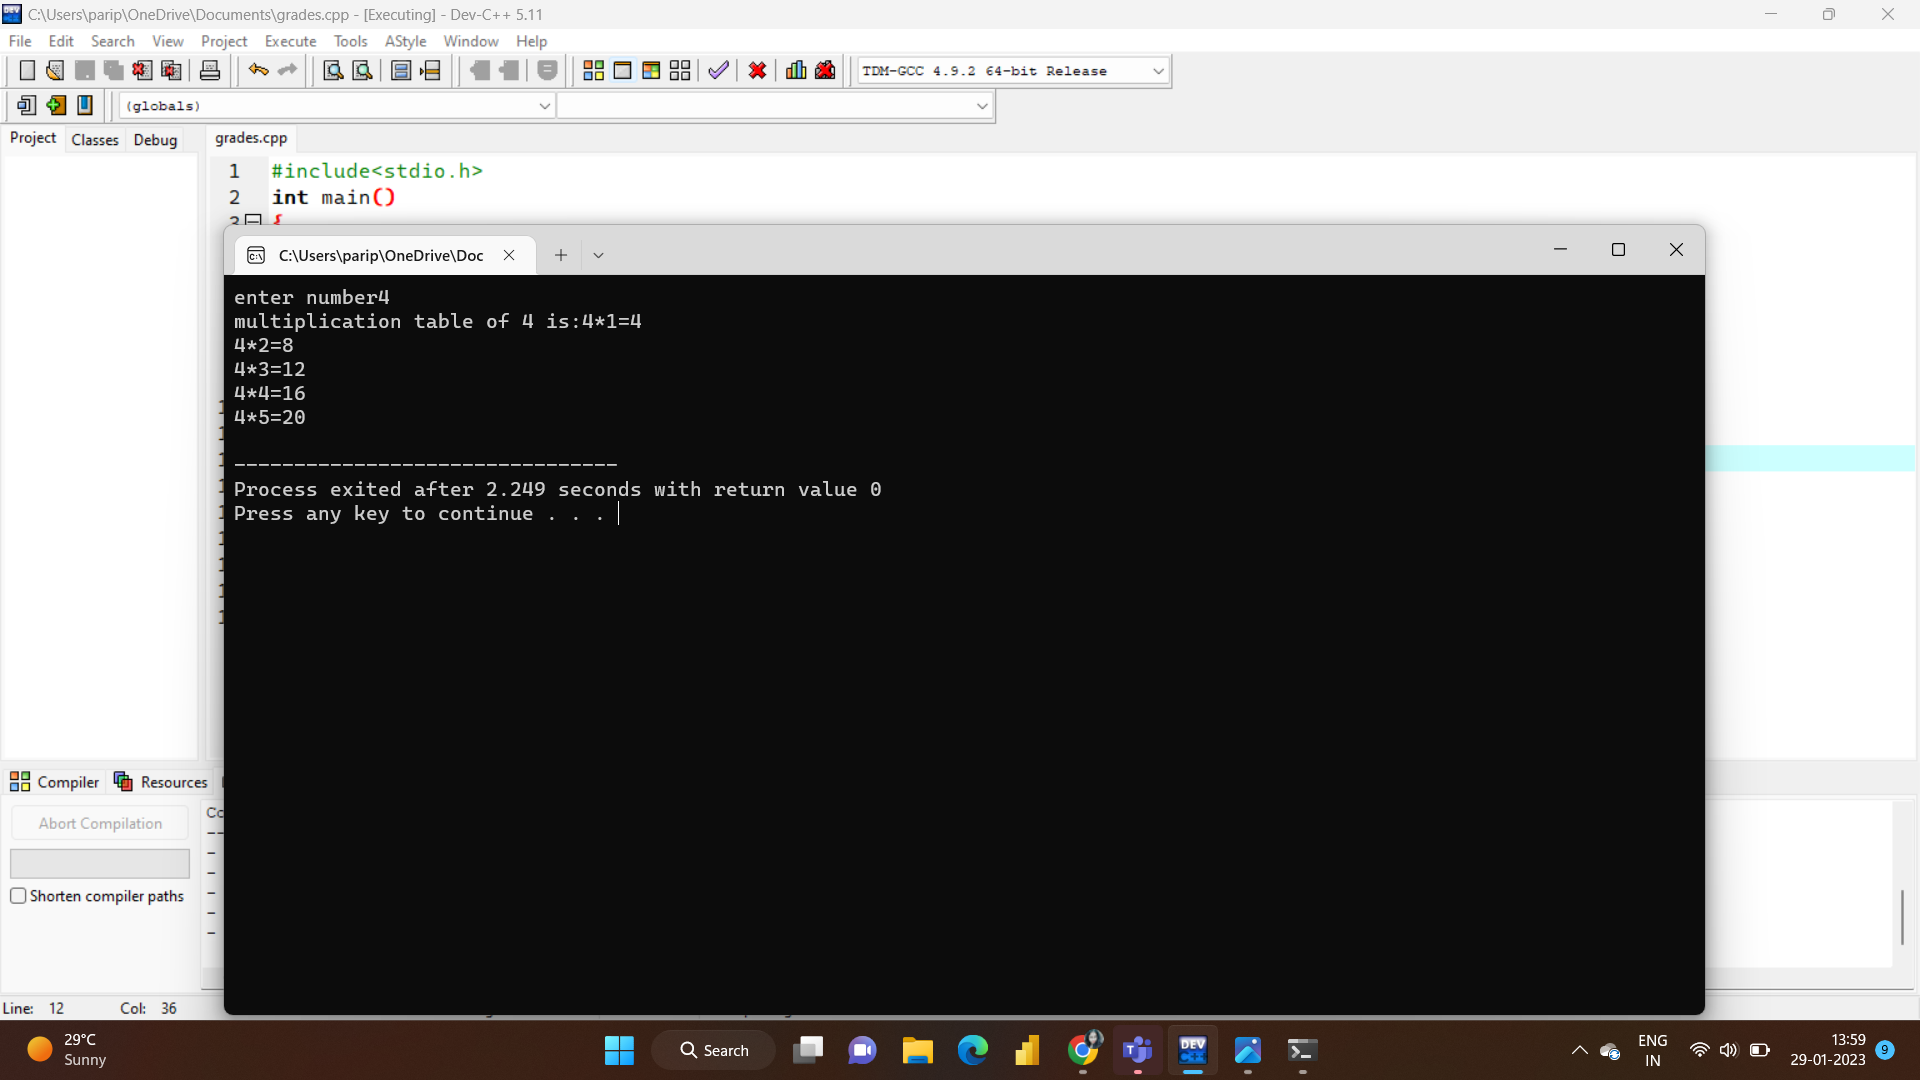 C:\Users\parip\OneDrive\Documents\grades.cpp - [Executing] - Dev-C++ 5.11
File Edit Search View Project Execute Tools AStyle Window Help
TDM-GCC 4.9.2 64-bit Release
(globals)
Project Classes Debug
grades.cpp
1 #include<stdio.h>
2 int main()
3 {
C:\Users\parip\OneDrive\Doc
enter number4
multiplication table of 4 is:4*1=4
4*2=8
4*3=12
4*4=16
4*5=20
--------------------------------
Process exited after 2.249 seconds with return value 0
Press any key to continue . . .
Compiler Resources
Abort Compilation
Shorten compiler paths
Line: 12 Col: 36
29°C
Sunny
Search
DEV
C++
ENG
IN
13:59
29-01-2023
9